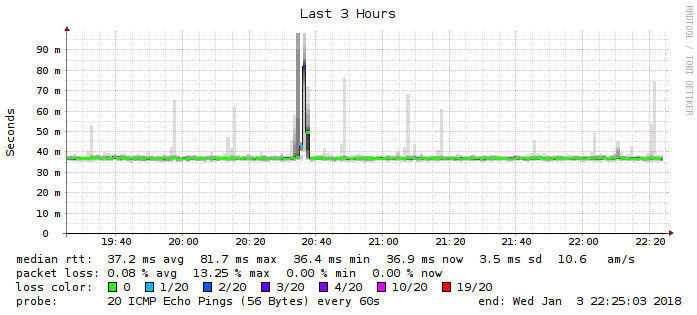 Last 3 Hours
RRDTOOL / TOBI OETIKER
Seconds
90 m
80 m
70 m
60 m
50 m
40 m
30 m
20 m
10 m
0
19:40 20:00 20:20 20:40 21:00 21:20 21:40 22:00 22:20
median rtt: 37.2 ms avg 81.7 ms max 36.4 ms min 36.9 ms now 3.5 ms sd 10.6 am/s
packet loss: 0.08 % avg 13.25 % max 0.00 % min 0.00 % now
loss color: 0 1/20 2/20 3/20 4/20 10/20 19/20
probe: 20 ICMP Echo Pings (56 Bytes) every 60s end: Wed Jan 3 22:25:03 2018